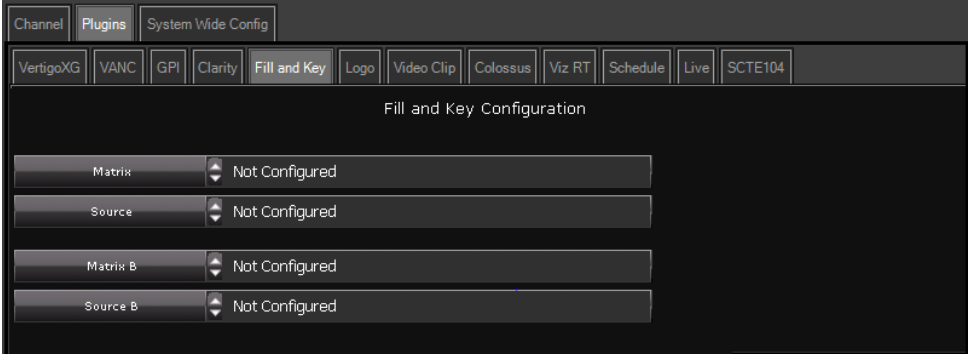 Channel Plugins System Wide Config
VertigoXG VANC GPI Clarity Fill and Key Logo Video Clip Colossus Viz RT Schedule Live SCTE104
Fill and Key Configuration
Matrix Not Configured
Source Not Configured
Matrix B Not Configured
Source B Not Configured